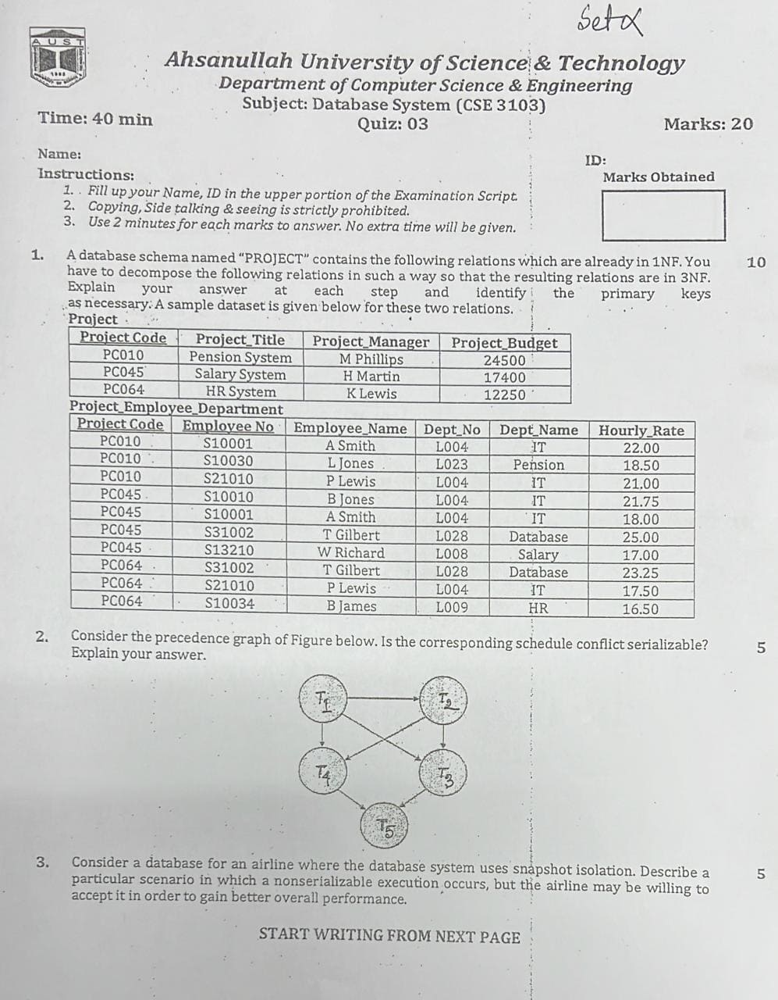 Set α
AUST
Ahsanullah University of Science & Technology
Department of Computer Science & Engineering
Subject: Database System (CSE 3103)
Time: 40 min
Quiz: 03
Marks: 20
Name:
ID:
Instructions:
Marks Obtained
1. Fill up your Name, ID in the upper portion of the Examination Script.
2. Copying, Side talking & seeing is strictly prohibited.
3. Use 2 minutes for each marks to answer. No extra time will be given.
1. A database schema named "PROJECT" contains the following relations which are already in 1NF. You 10
have to decompose the following relations in such a way so that the resulting relations are in 3NF.
Explain your answer at each step and identify the primary keys
as necessary. A sample dataset is given below for these two relations.
Project
Project Code Project_Title Project_Manager Project_Budget
PC010 Pension System M Phillips 24500
PC045 Salary System H Martin 17400
PC064 HR System K Lewis 12250
Project_Employee_Department
Project Code Employee No Employee_Name Dept_No Dept_Name Hourly_Rate
PC010 S10001 A Smith L004 IT 22.00
PC010 S10030 L Jones L023 Pension 18.50
PC010 S21010 P Lewis L004 IT 21.00
PC045 S10010 B Jones L004 IT 21.75
PC045 S10001 A Smith L004 IT 18.00
PC045 S31002 T Gilbert L028 Database 25.00
PC045 S13210 W Richard L008 Salary 17.00
PC064 S31002 T Gilbert L028 Database 23.25
PC064 S21010 P Lewis L004 IT 17.50
PC064 S10034 B James L009 HR 16.50
2. Consider the precedence graph of Figure below. Is the corresponding schedule conflict serializable? 5
Explain your answer.
T1 T2
T4 T3
T5
3. Consider a database for an airline where the database system uses snapshot isolation. Describe a 5
particular scenario in which a nonserializable execution occurs, but the airline may be willing to
accept it in order to gain better overall performance.
START WRITING FROM NEXT PAGE